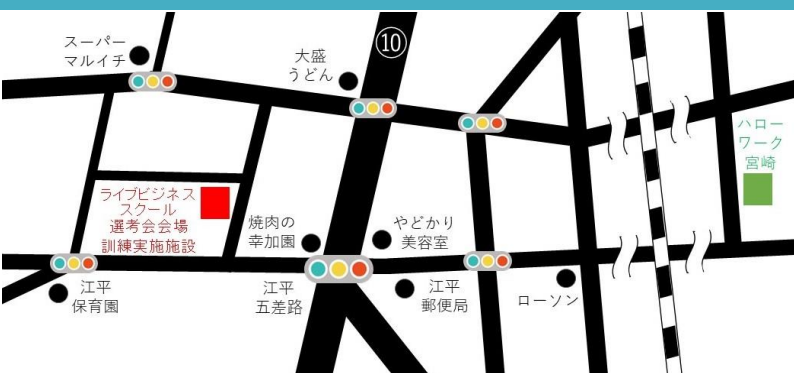 スーパー
マルイチ
大盛
うどん
⑩
ハロー
ワーク
宮崎
ライブビジネス
スクール
選考会会場
訓練実施施設
焼肉の
幸加園
やどかり
美容室
江平
保育園
江平
五差路
江平
郵便局
ローソン